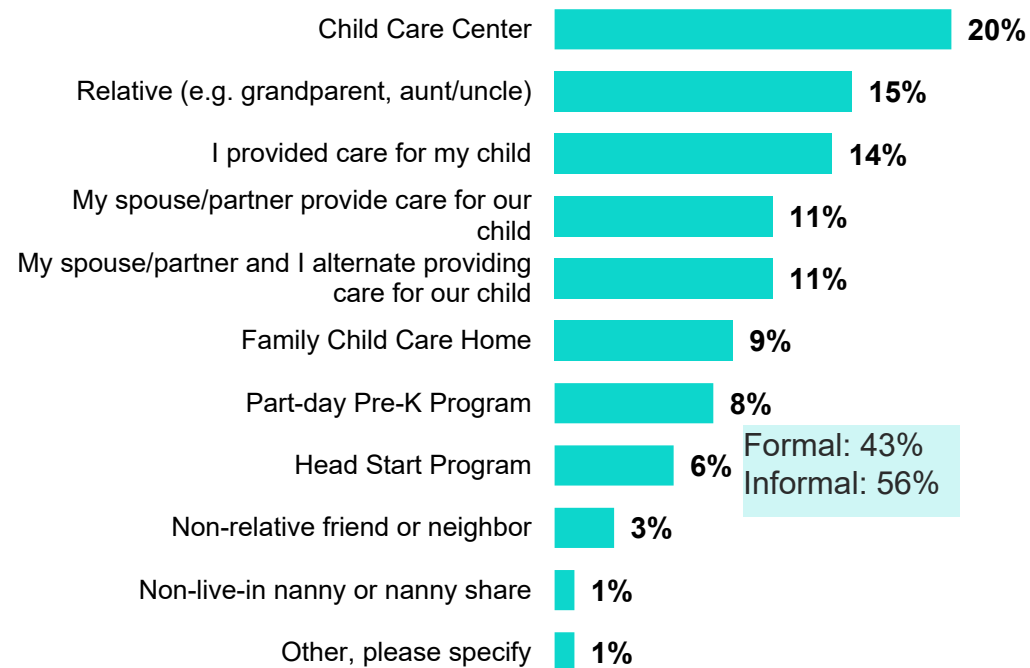 Child Care Center 20%
Relative (e.g. grandparent, aunt/uncle) 15%
I provided care for my child 14%
My spouse/partner provide care for our
child 11%
My spouse/partner and I alternate providing
care for our child 11%
Family Child Care Home 9%
Part-day Pre-K Program 8%
Head Start Program 6%
Formal: 43%
Informal: 56%
Non-relative friend or neighbor 3%
Non-live-in nanny or nanny share 1%
Other, please specify 1%